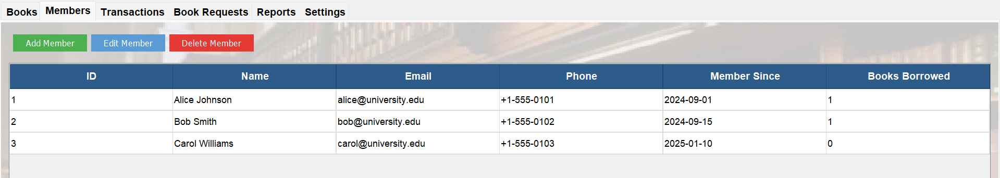 Books Members Transactions Book Requests Reports Settings
Add Member Edit Member Delete Member
ID Name Email Phone Member Since Books Borrowed
1 Alice Johnson alice@university.edu +1-555-0101 2024-09-01 1
2 Bob Smith bob@university.edu +1-555-0102 2024-09-15 1
3 Carol Williams carol@university.edu +1-555-0103 2025-01-10 0